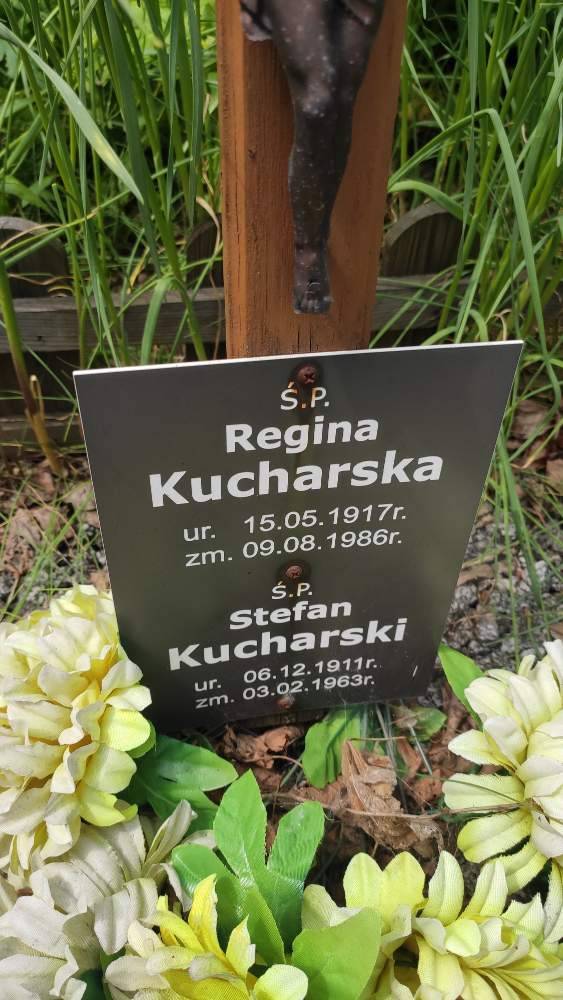 Ś.P.
Regina
Kucharska
ur. 15.05.1917r.
zm. 09.08.1986r.
Ś.P.
Stefan
Kucharski
ur. 06.12.1911r.
zm. 03.02.1963r.